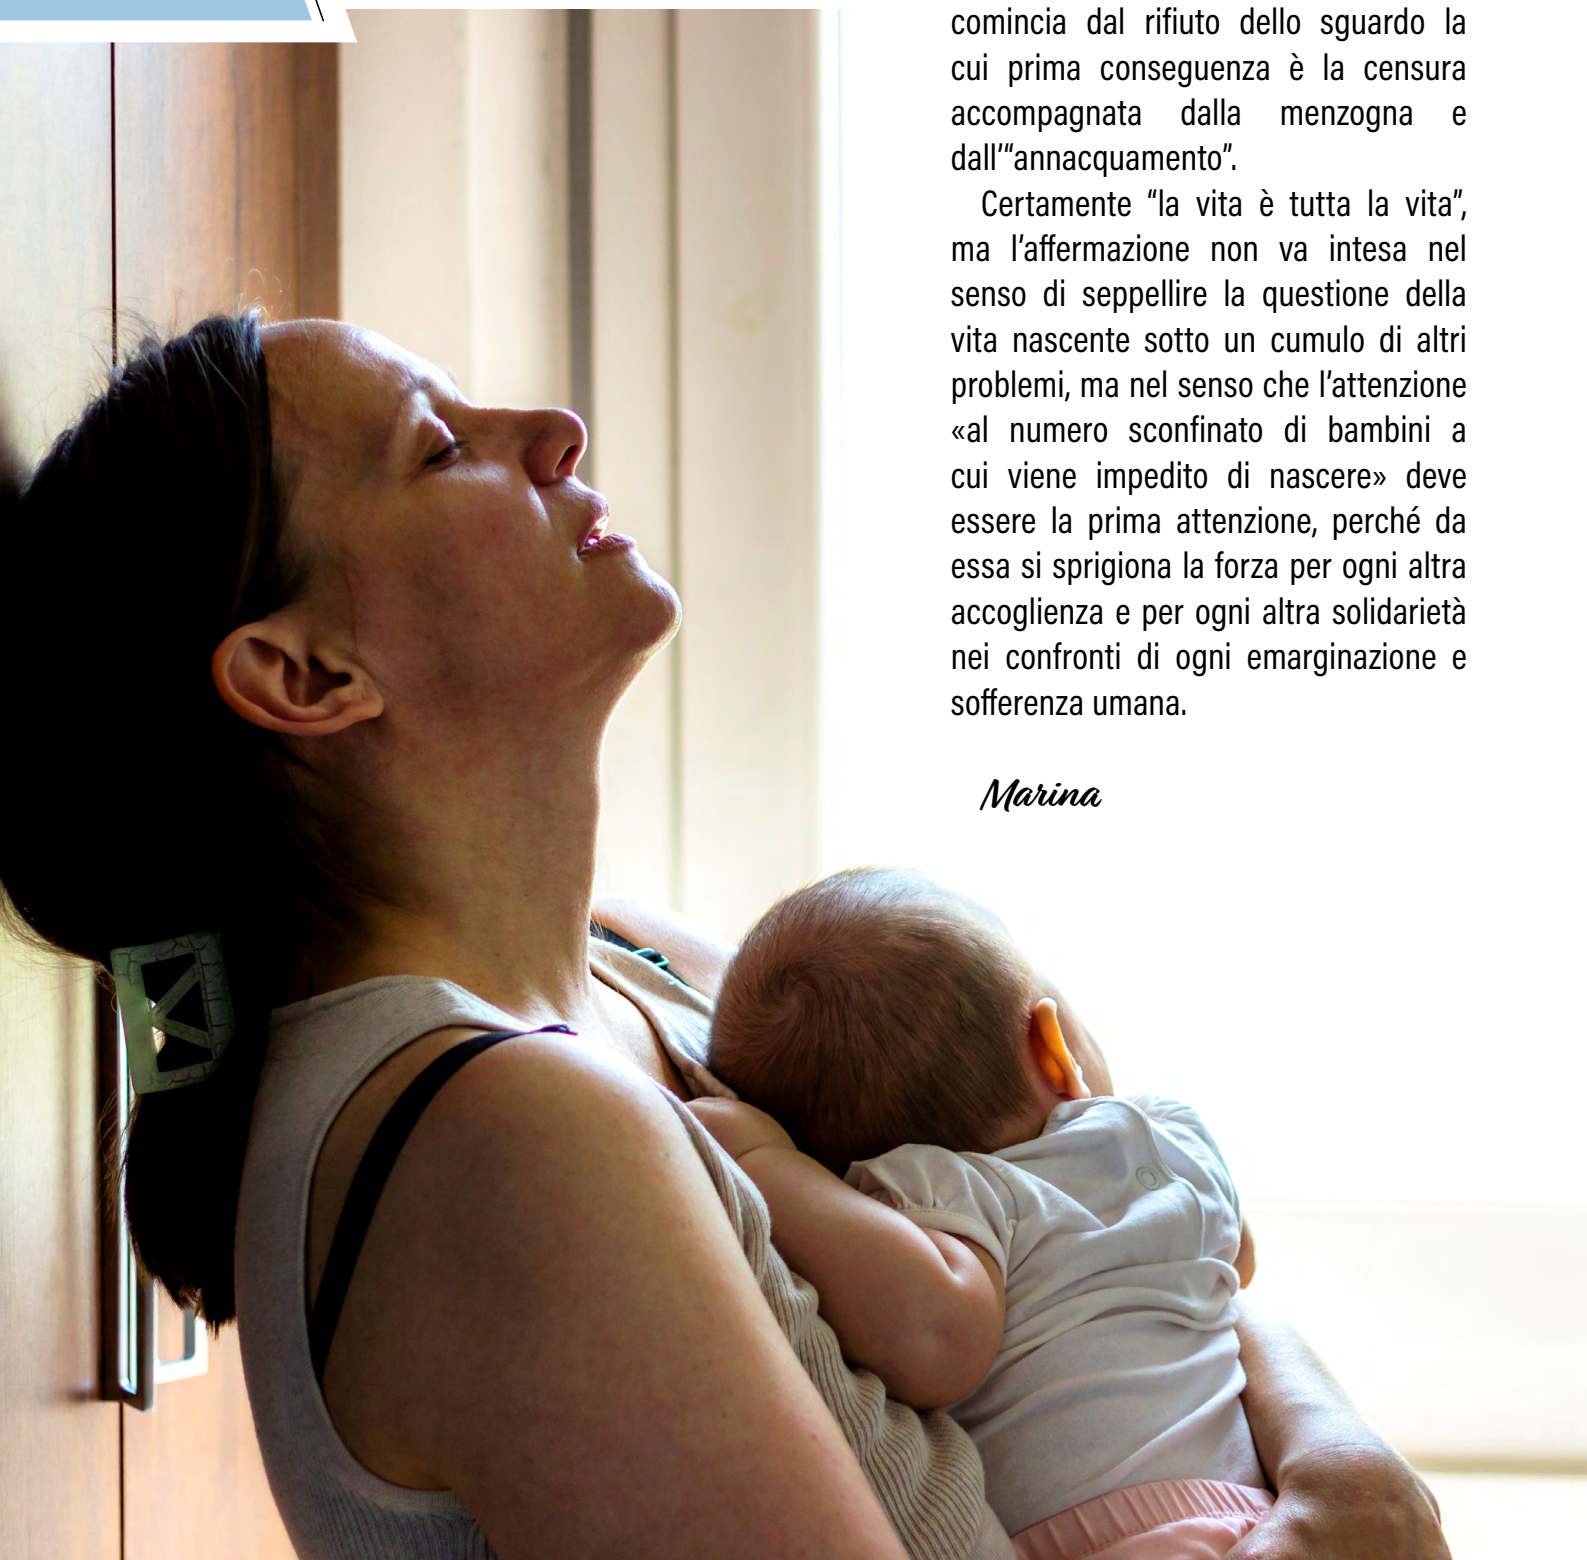 comincia dal rifiuto dello sguardo la
cui prima conseguenza è la censura
accompagnata dalla menzogna e
dall’“annacquamento”.
Certamente “la vita è tutta la vita”,
ma l’affermazione non va intesa nel
senso di seppellire la questione della
vita nascente sotto un cumulo di altri
problemi, ma nel senso che l’attenzione
«al numero sconfinato di bambini a
cui viene impedito di nascere» deve
essere la prima attenzione, perché da
essa si sprigiona la forza per ogni altra
accoglienza e per ogni altra solidarietà
nei confronti di ogni emarginazione e
sofferenza umana.
Marina